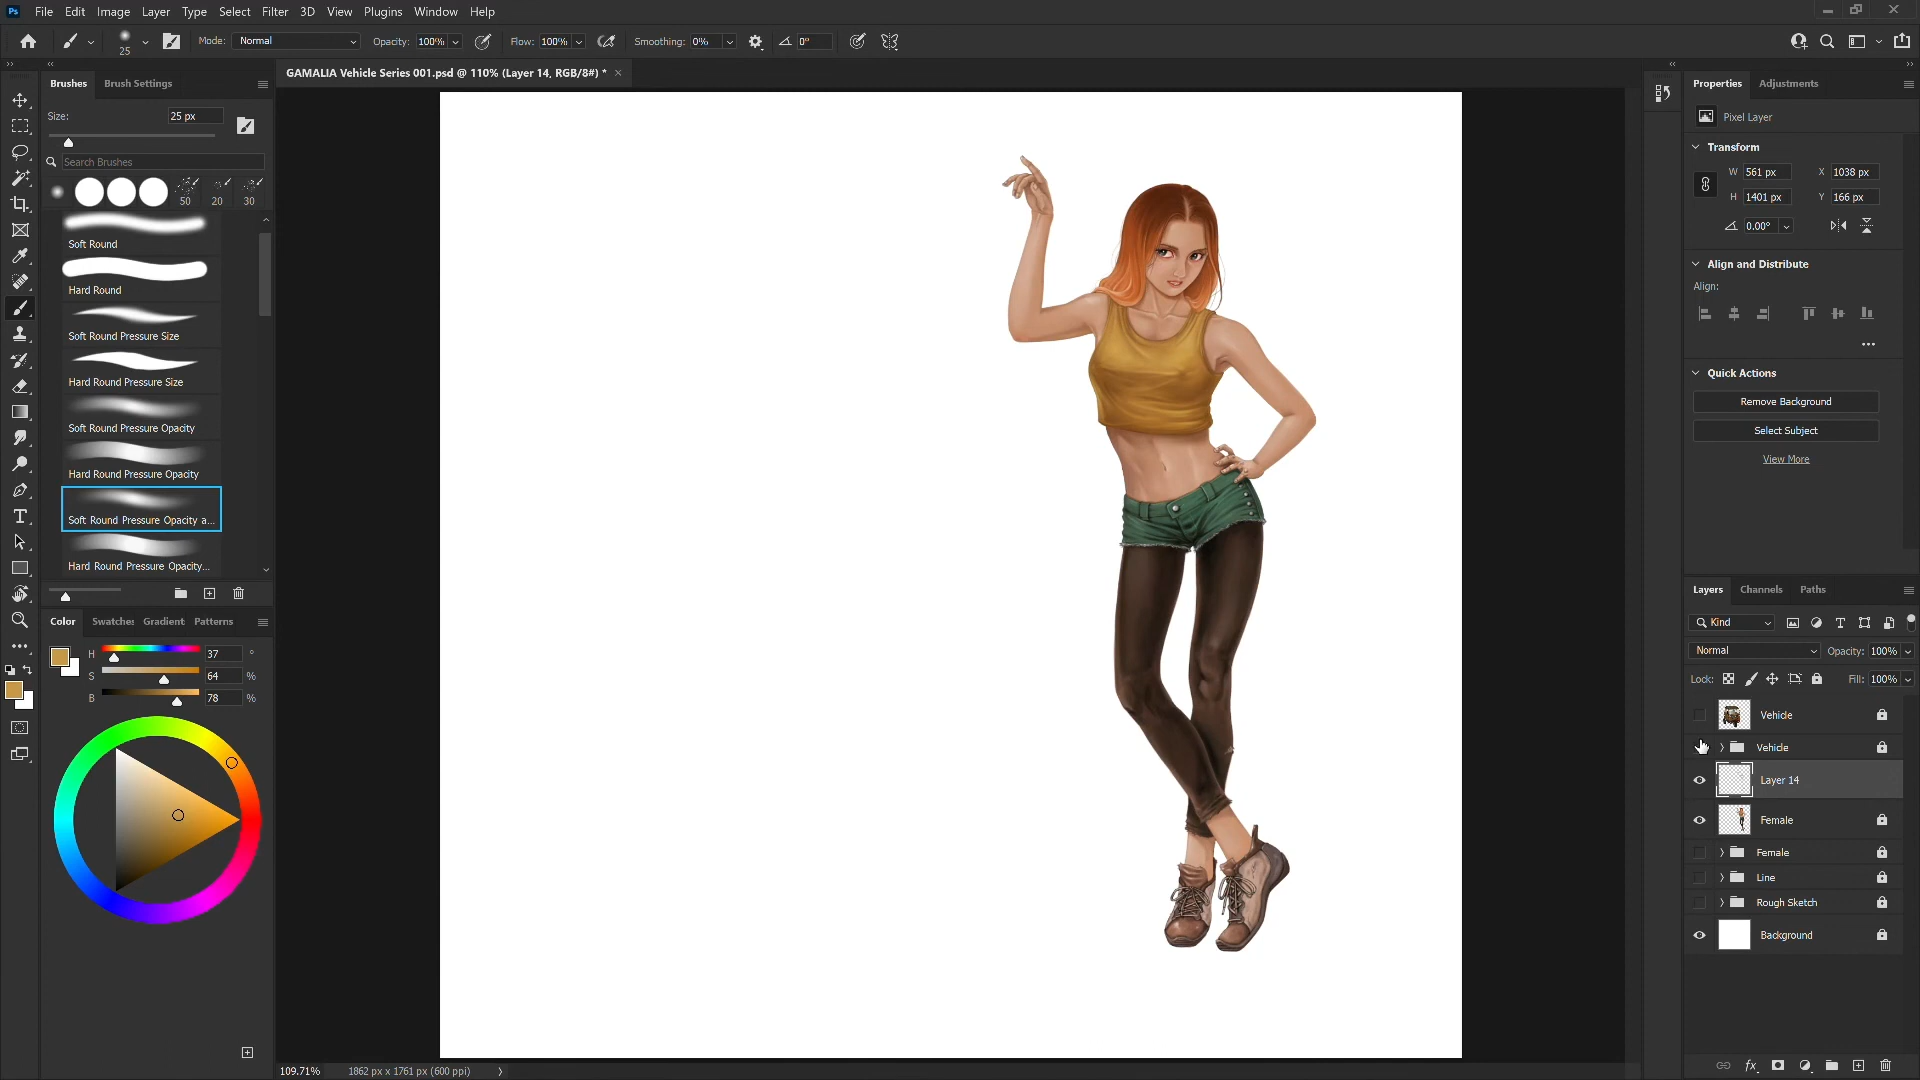 Ps File Edit Image Layer Type Select Filter 3D View Plugins Window Help
25 Mode: Normal Opacity: 100% Flow: 100% Smoothing: 0% 0°
Brushes Brush Settings
GAMALIA Vehicle Series 001.psd @ 110% (Layer 14, RGB/8#) * ×
Size: 25 px
Search Brushes
50 20 30
Soft Round
Hard Round
Soft Round Pressure Size
Hard Round Pressure Size
Soft Round Pressure Opacity
Hard Round Pressure Opacity
Soft Round Pressure Opacity a...
Hard Round Pressure Opacity...
Color Swatches Gradient Patterns
H 37 °
S 64 %
B 78 %
109.71% 1862 px x 1761 px (600 ppi)
Properties Adjustments
Pixel Layer
Transform
W 561 px X 1038 px
H 1401 px Y 166 px
0.00°
Align and Distribute
Align:
Quick Actions
Remove Background
Select Subject
View More
Layers Channels Paths
Kind
Normal Opacity: 100%
Lock: Fill: 100%
Vehicle
Vehicle
Layer 14
Female
Female
Line
Rough Sketch
Background
fx